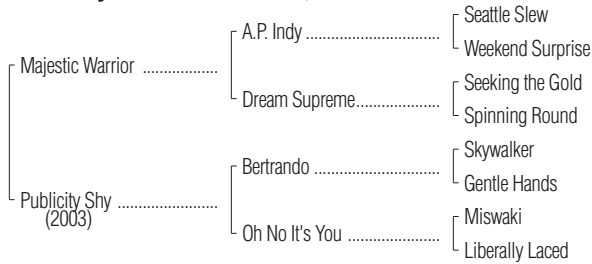 Seattle Slew
A.P. Indy ........................
Weekend Surprise
Majestic Warrior ..................
Seeking the Gold
Dream Supreme....................
Spinning Round
Skywalker
Bertrando ........................
Gentle Hands
Publicity Shy ......................
(2003)
Miswaki
Oh No It's You ....................
Liberally Laced